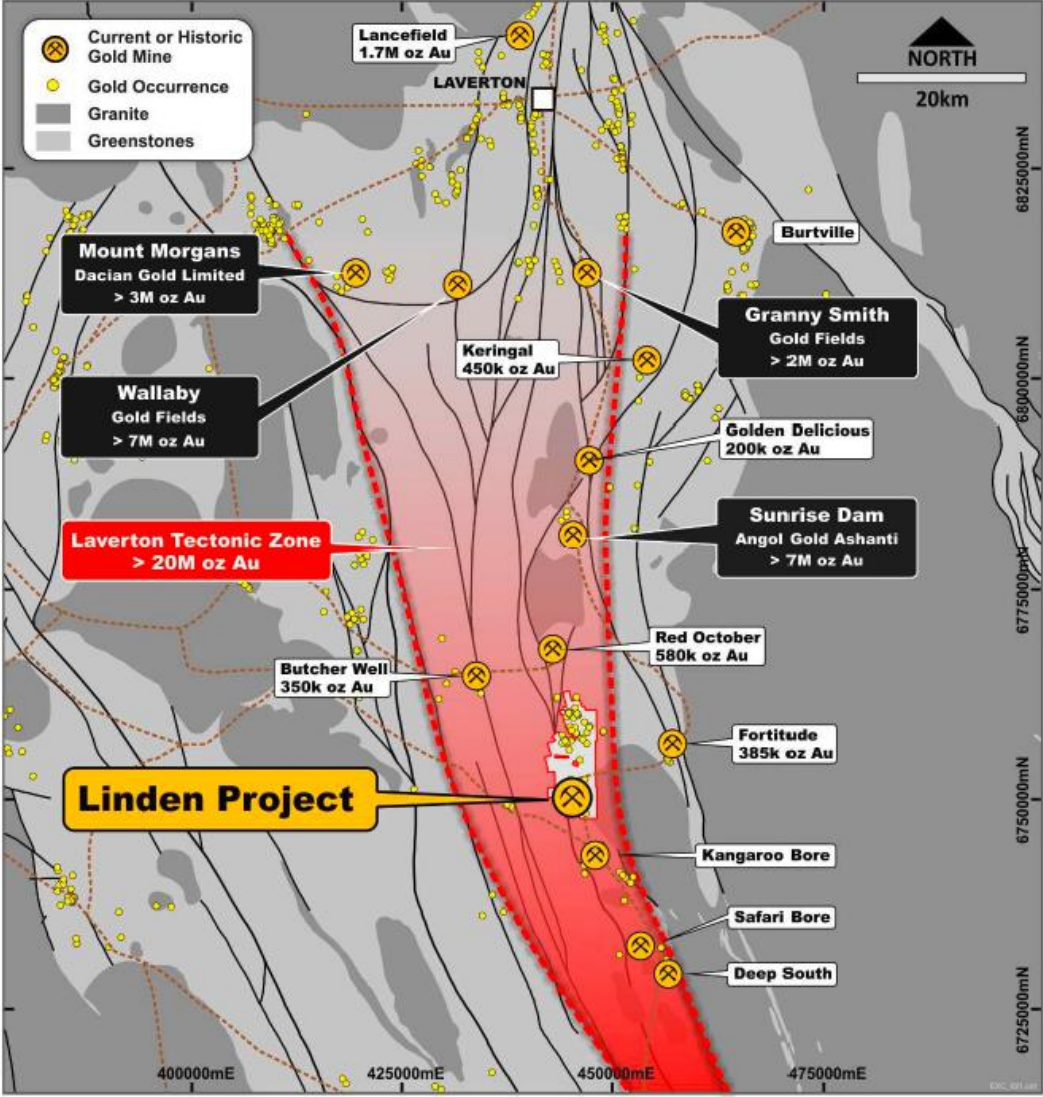 Current or Historic
Gold Mine
Gold Occurrence
Granite
Greenstones
Lancefield
1.7M oz Au
LAVERTON
NORTH
20km
6825000mN
Burtville
Mount Morgans
Dacian Gold Limited
> 3M oz Au
Granny Smith
Gold Fields
> 2M oz Au
Keringal
450k oz Au
Wallaby
Gold Fields
> 7M oz Au
6800000mN
Golden Delicious
200k oz Au
Laverton Tectonic Zone
> 20M oz Au
Sunrise Dam
Angol Gold Ashanti
> 7M oz Au
6775000mN
Red October
580k oz Au
Butcher Well
350k oz Au
Fortitude
385k oz Au
Linden Project
6750000mN
Kangaroo Bore
Safari Bore
Deep South
6725000mN
400000mE
425000mE
450000mE
475000mE